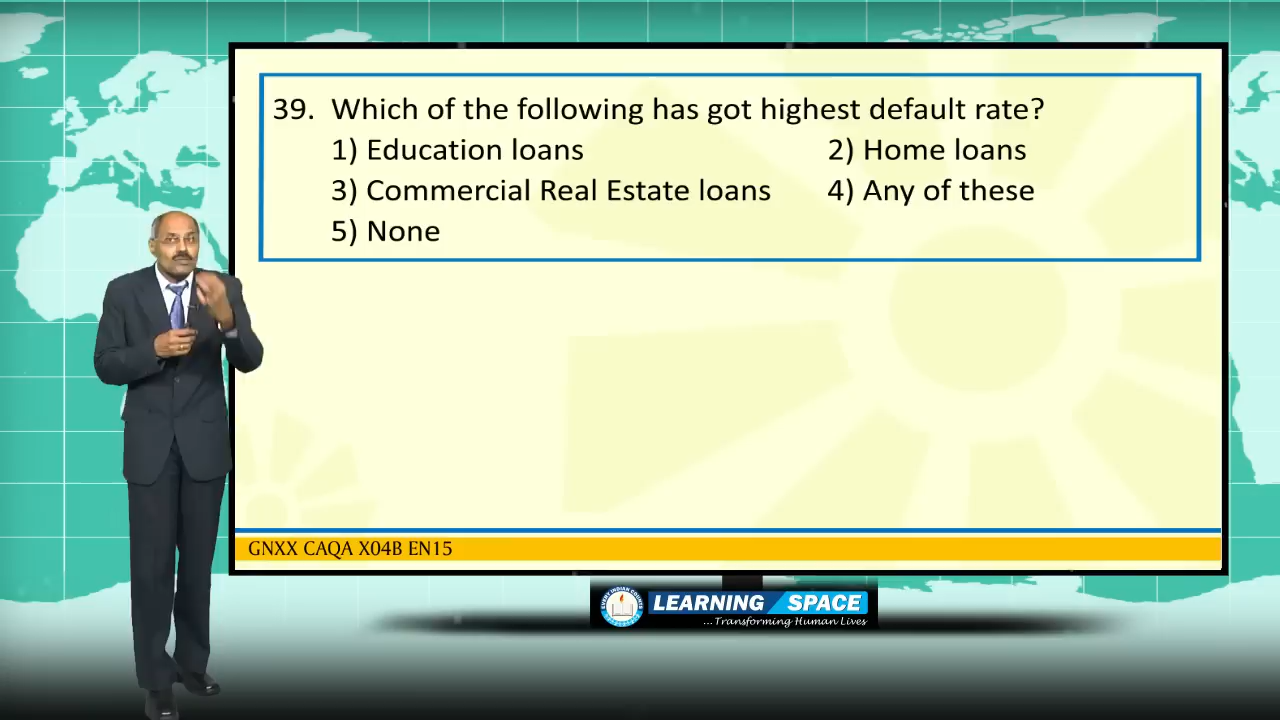 39. Which of the following has got highest default rate?
1) Education loans 2) Home loans
3) Commercial Real Estate loans 4) Any of these
5) None
GNXX CAQA X04B EN15
LEARNING SPACE
...Transforming Human Lives